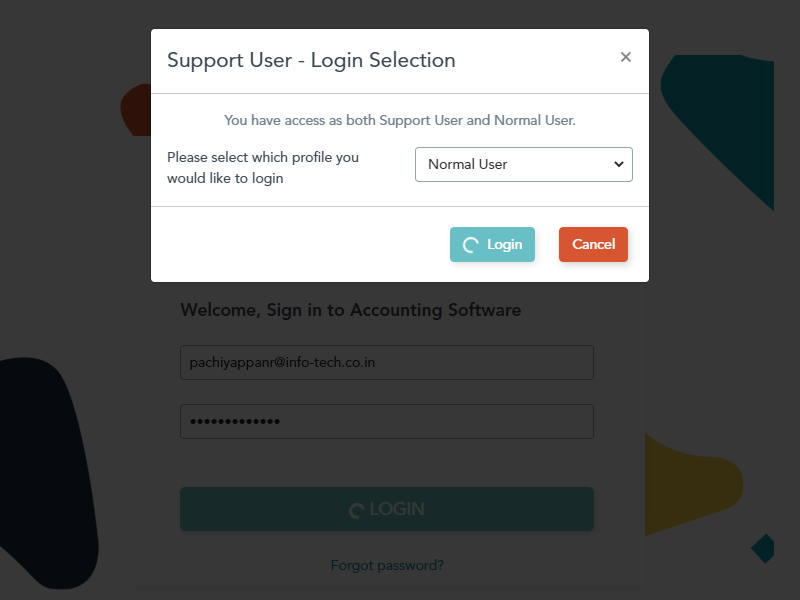 Support User - Login Selection
×
You have access as both Support User and Normal User.
Please select which profile you
would like to login
Normal User
Login
Cancel
Welcome, Sign in to Accounting Software
pachiyappanr@info-tech.co.in
•••••••••••••
LOGIN
Forgot password?